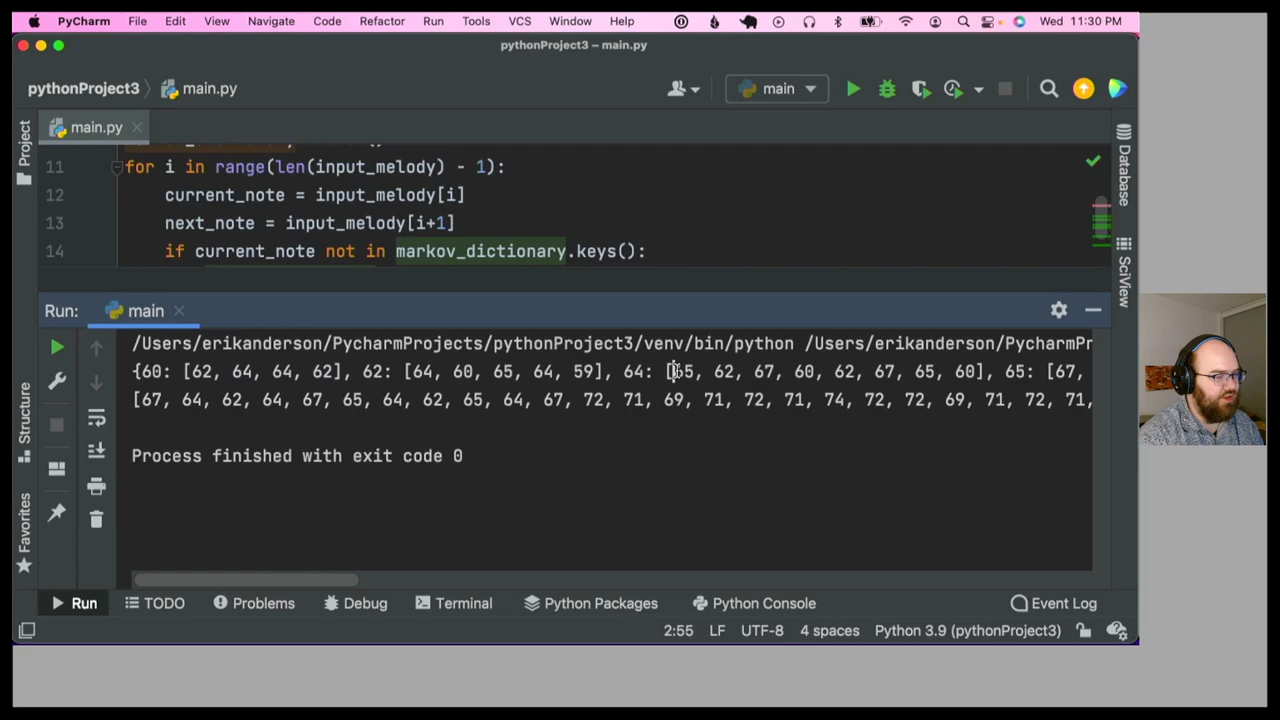 PyCharm File Edit View Navigate Code Refactor Run Tools VCS Window Help Wed 11:30 PM
pythonProject3 – main.py
pythonProject3 main.py main
main.py
11 for i in range(len(input_melody) - 1):
12 current_note = input_melody[i]
13 next_note = input_melody[i+1]
14 if current_note not in markov_dictionary.keys():
Run: main
/Users/erikanderson/PycharmProjects/pythonProject3/venv/bin/python /Users/erikanderson/PycharmPr
{60: [62, 64, 64, 62], 62: [64, 60, 65, 64, 59], 64: [65, 62, 67, 60, 62, 67, 65, 60], 65: [67,
[67, 64, 62, 64, 67, 65, 64, 62, 65, 64, 67, 72, 71, 69, 71, 72, 71, 74, 72, 72, 69, 71, 72, 71,
Process finished with exit code 0
Project
Structure
Favorites
Database
SciView
Run TODO Problems Debug Terminal Python Packages Python Console Event Log
2:55 LF UTF-8 4 spaces Python 3.9 (pythonProject3)